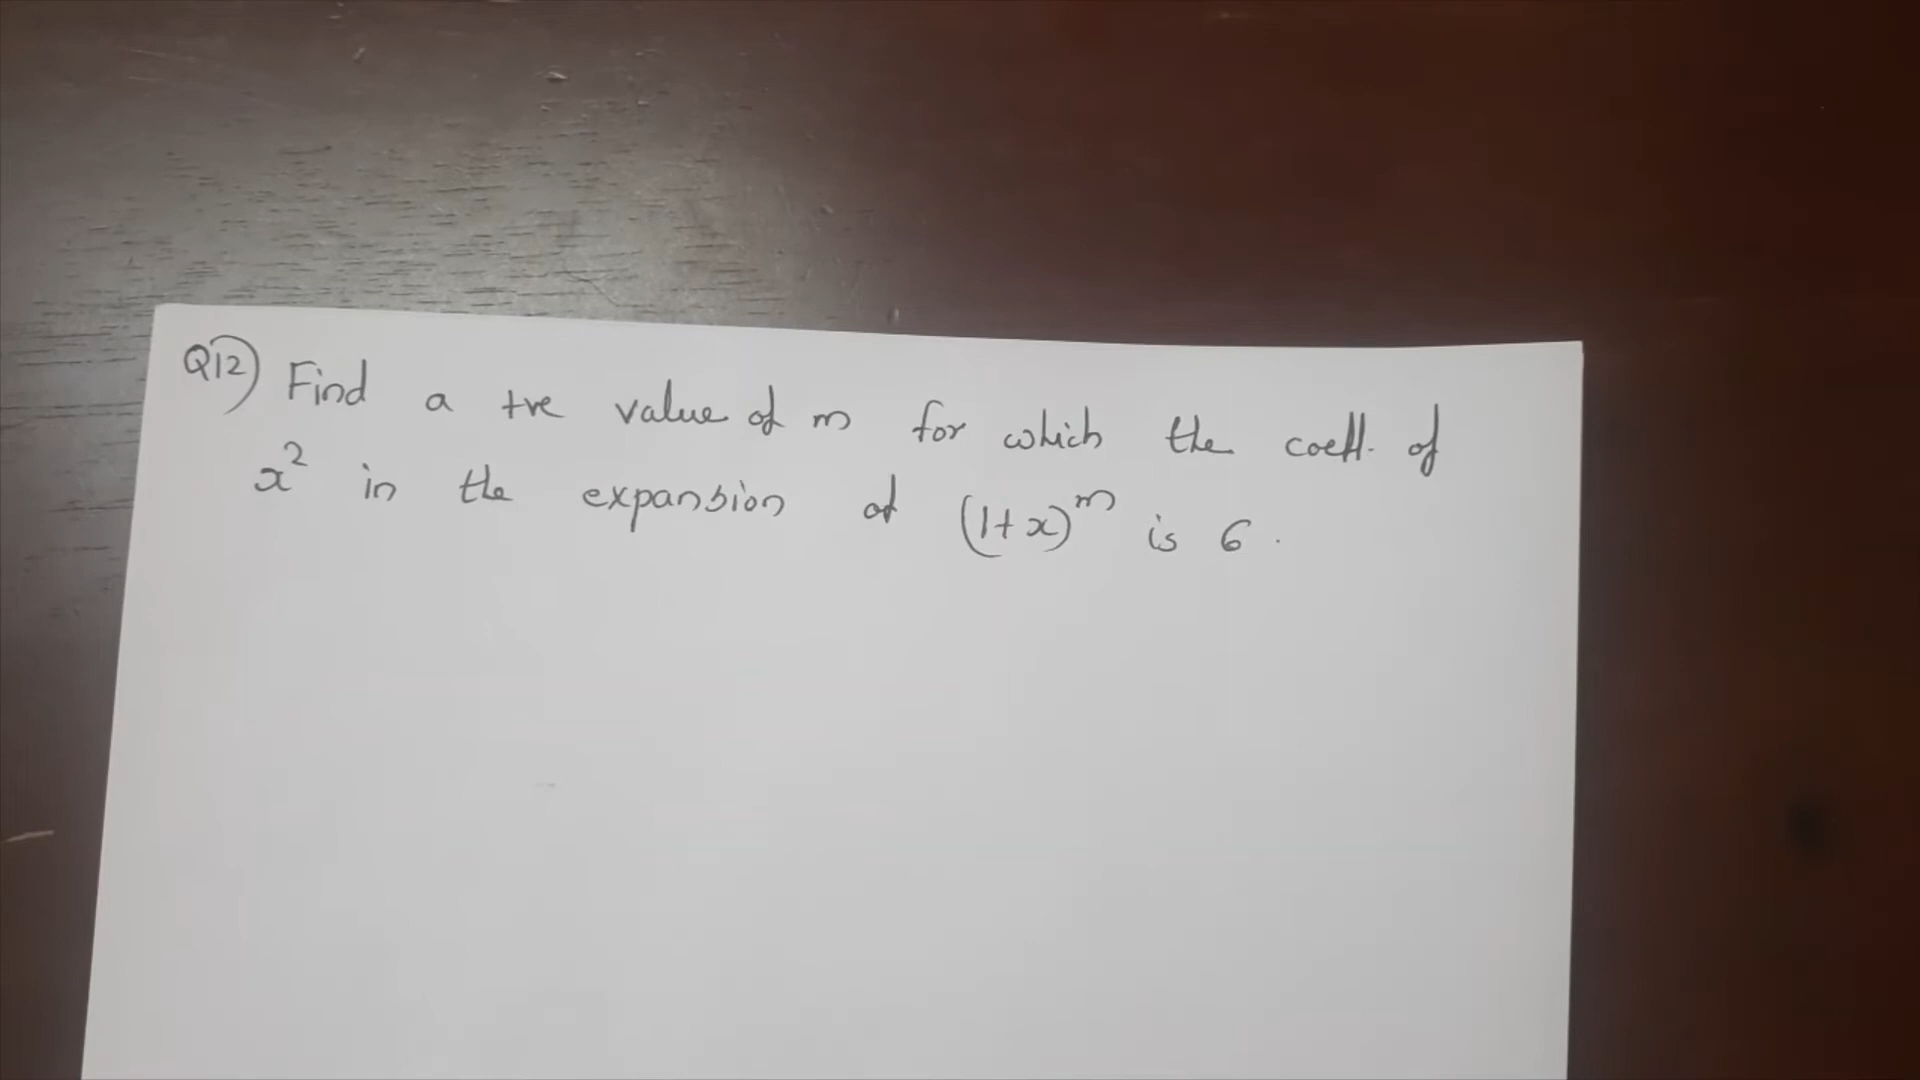 Q12) Find a +ve value of m for which the coeff. of
x² in the expansion of (1+x)ᵐ is 6.